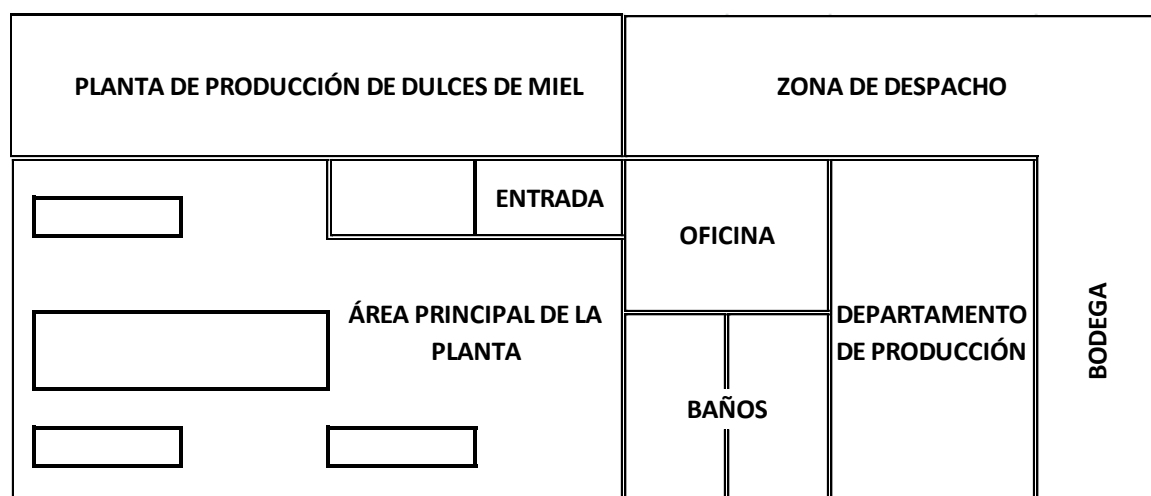 PLANTA DE PRODUCCIÓN DE DULCES DE MIEL
ZONA DE DESPACHO
ENTRADA
OFICINA
ÁREA PRINCIPAL DE LA
PLANTA
DEPARTAMENTO
DE PRODUCCIÓN
BODEGA
BAÑOS